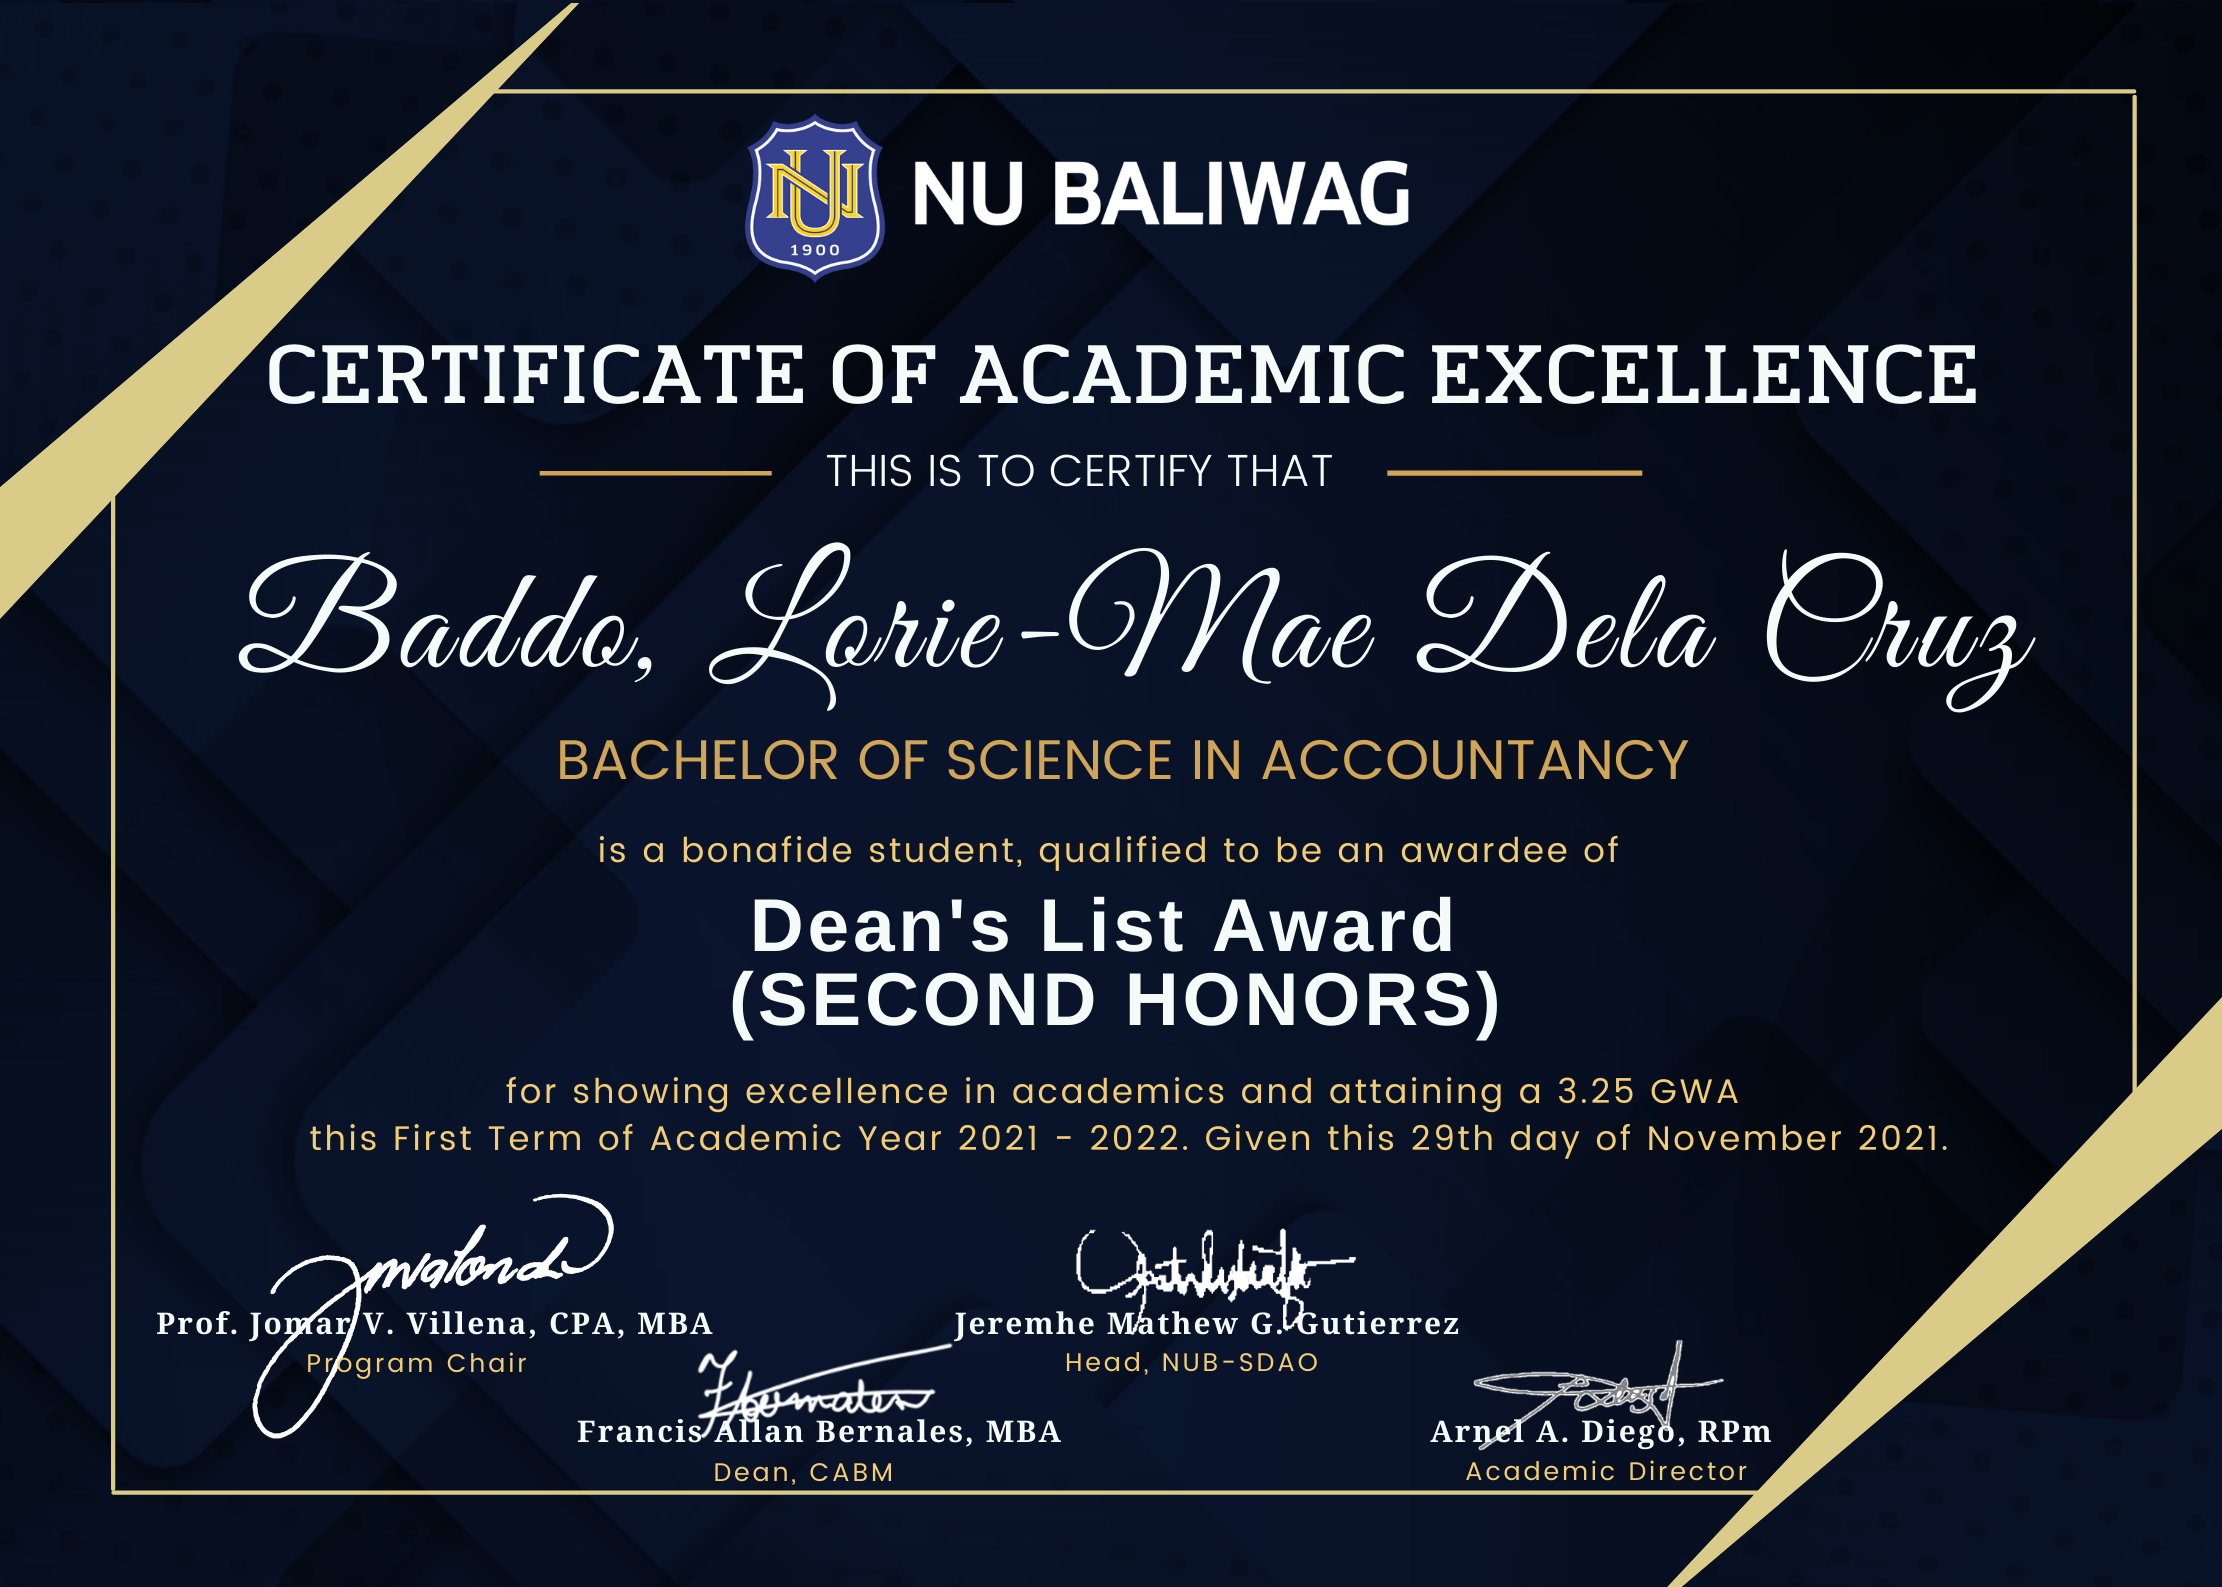 NU
1900
NU BALIWAG
CERTIFICATE OF ACADEMIC EXCELLENCE
THIS IS TO CERTIFY THAT
Baddo, Lorie-Mae Dela Cruz
BACHELOR OF SCIENCE IN ACCOUNTANCY
is a bonafide student, qualified to be an awardee of
Dean's List Award
(SECOND HONORS)
for showing excellence in academics and attaining a 3.25 GWA
this First Term of Academic Year 2021 - 2022. Given this 29th day of November 2021.
Prof. Jomar V. Villena, CPA, MBA
Program Chair
Jeremhe Mathew G. Gutierrez
Head, NUB-SDAO
Francis Allan Bernales, MBA
Dean, CABM
Arnel A. Diego, RPm
Academic Director